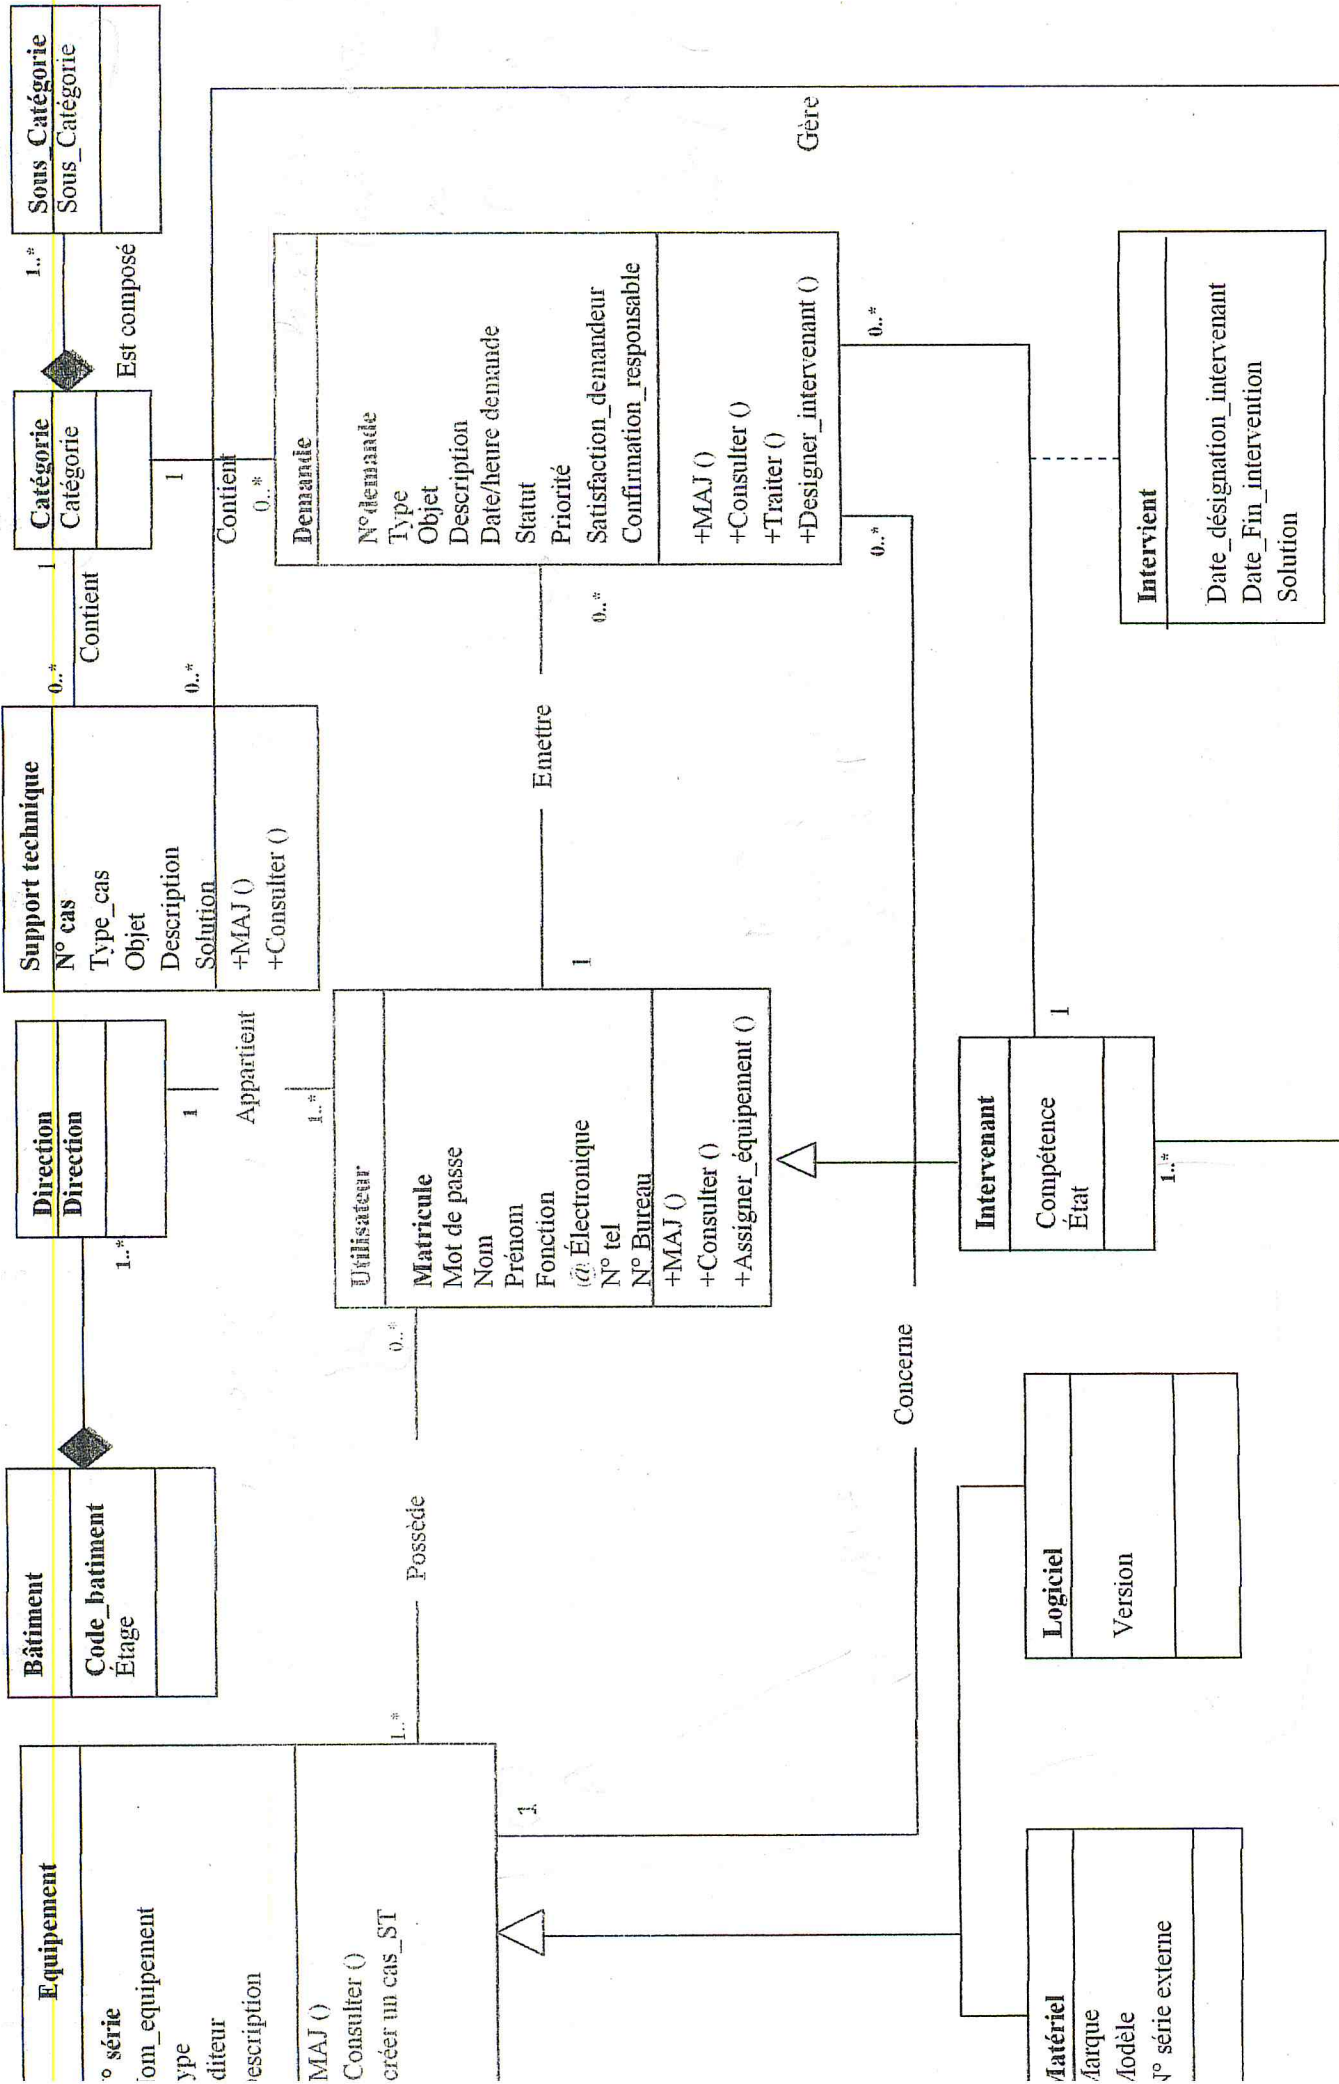 Equipement
° série
om_equipement
ype
diteur
escription
MAJ ()
Consulter ()
créer un cas_ST
Bâtiment
Code_batiment
Étage
1..*
Direction
Direction
1
Appartient
1..*
Support technique
N° cas
Type_cas
Objet
Description
Solution
+MAJ ()
+Consulter ()
0..*
Contient
1
0..*
Catégorie
Catégorie
1
Contient
0..*
Est composé
1..*
Sous_Catégorie
Sous_Catégorie
1..*
Possède
0..*
Utilisateur
Matricule
Mot de passe
Nom
Prénom
Fonction
@ Électronique
N° tel
N° Bureau
+MAJ ()
+Consulter ()
+Assigner_équipement ()
1
Emettre
0..*
Demande
N°demande
Type
Objet
Description
Date/heure demande
Statut
Priorité
Satisfaction_demandeur
Confirmation_responsable
+MAJ ()
+Consulter ()
+Traiter ()
+Designer_intervenant ()
Gère
1
Concerne
0..*
0..*
Matériel
Marque
Modèle
N° série externe
Logiciel
Version
Intervenant
Compétence
État
1
1..*
Intervient
Date_désignation_intervenant
Date_Fin_intervention
Solution